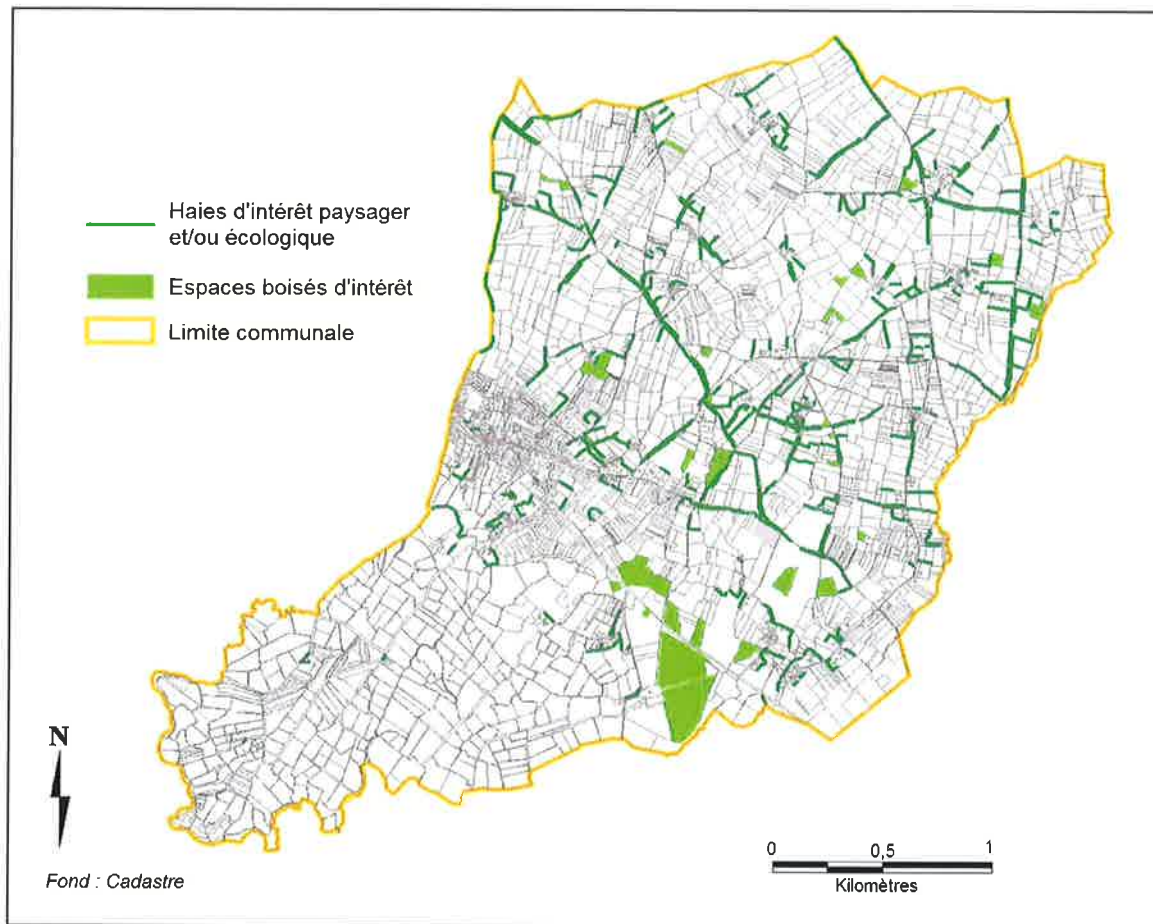 Haies d'intérêt paysager
et/ou écologique
Espaces boisés d'intérêt
Limite communale
N
Fond : Cadastre
0 0,5 1
Kilomètres